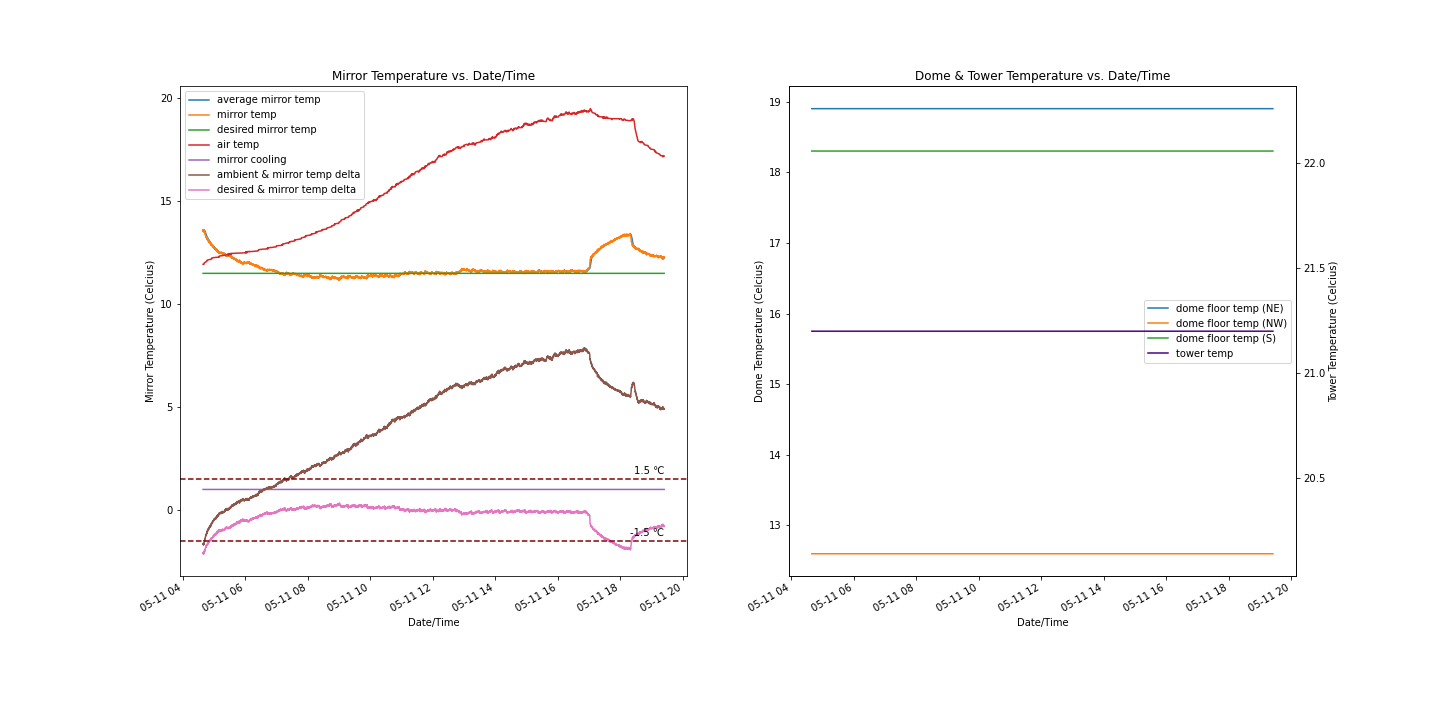 Mirror Temperature vs. Date/Time
20
15
10
5
0
Mirror Temperature (Celcius)
average mirror temp
mirror temp
desired mirror temp
air temp
mirror cooling
ambient & mirror temp delta
desired & mirror temp delta
1.5 °C
-1.5 °C
05-11 04
05-11 06
05-11 08
05-11 10
05-11 12
05-11 14
05-11 16
05-11 18
05-11 20
Date/Time
Dome & Tower Temperature vs. Date/Time
19
18
17
16
15
14
13
Dome Temperature (Celcius)
dome floor temp (NE)
dome floor temp (NW)
dome floor temp (S)
tower temp
22.0
21.5
21.0
20.5
Tower Temperature (Celcius)
05-11 04
05-11 06
05-11 08
05-11 10
05-11 12
05-11 14
05-11 16
05-11 18
05-11 20
Date/Time